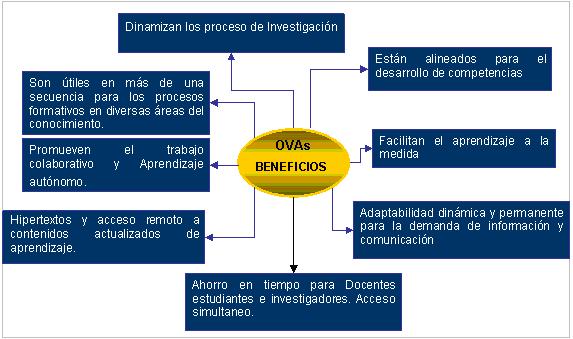 Dinamizan los proceso de Investigación
Están alineados para el
desarrollo de competencias
Son útiles en más de una
secuencia para los procesos
formativos en diversas áreas del
conocimiento.
OVAs
BENEFICIOS
Facilitan el aprendizaje a la
medida
Promueven el trabajo
colaborativo y Aprendizaje
autónomo.
Hipertextos y acceso remoto a
contenidos actualizados de
aprendizaje.
Adaptabilidad dinámica y permanente
para la demanda de información y
comunicación
Ahorro en tiempo para Docentes
estudiantes e investigadores. Acceso
simultaneo.